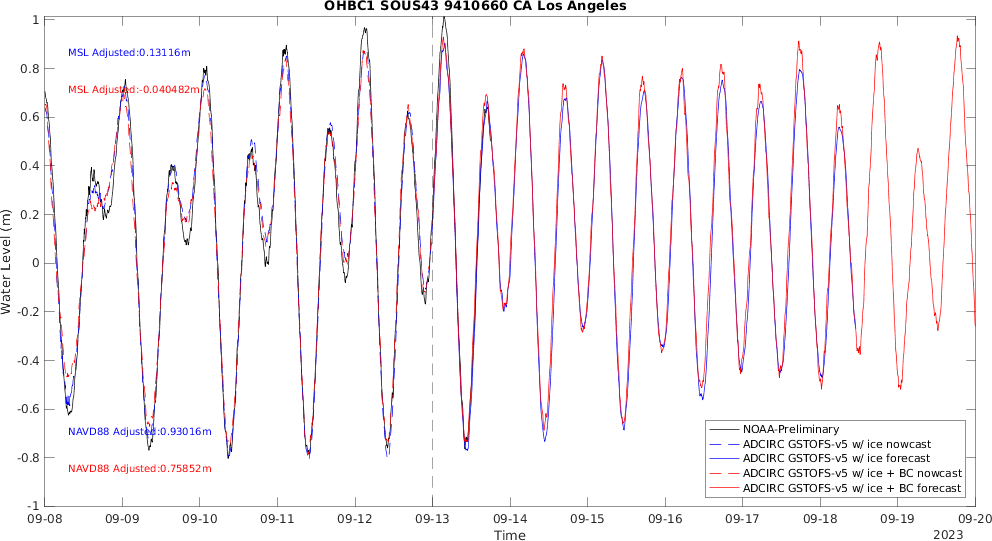 OHBC1 SOUS43 9410660 CA Los Angeles
MSL Adjusted:0.13116m
MSL Adjusted:-0.040482m
NAVD88 Adjusted:0.93016m
NAVD88 Adjusted:0.75852m
Water Level (m)
1
0.8
0.6
0.4
0.2
0
-0.2
-0.4
-0.6
-0.8
-1
NOAA-Preliminary
ADCIRC GSTOFS-v5 w/ ice nowcast
ADCIRC GSTOFS-v5 w/ ice forecast
ADCIRC GSTOFS-v5 w/ ice + BC nowcast
ADCIRC GSTOFS-v5 w/ ice + BC forecast
09-08 09-09 09-10 09-11 09-12 09-13 09-14 09-15 09-16 09-17 09-18 09-19 09-20
Time
2023